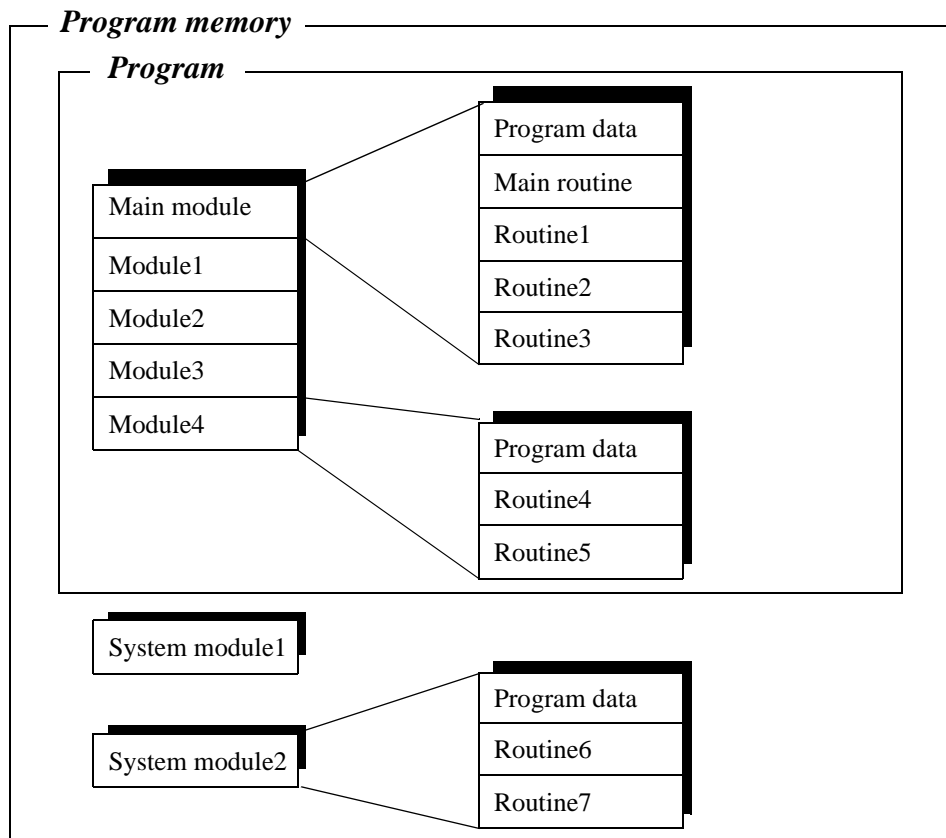 Program memory
Program
Main module
Module1
Module2
Module3
Module4
Program data
Main routine
Routine1
Routine2
Routine3
Program data
Routine4
Routine5
System module1
System module2
Program data
Routine6
Routine7